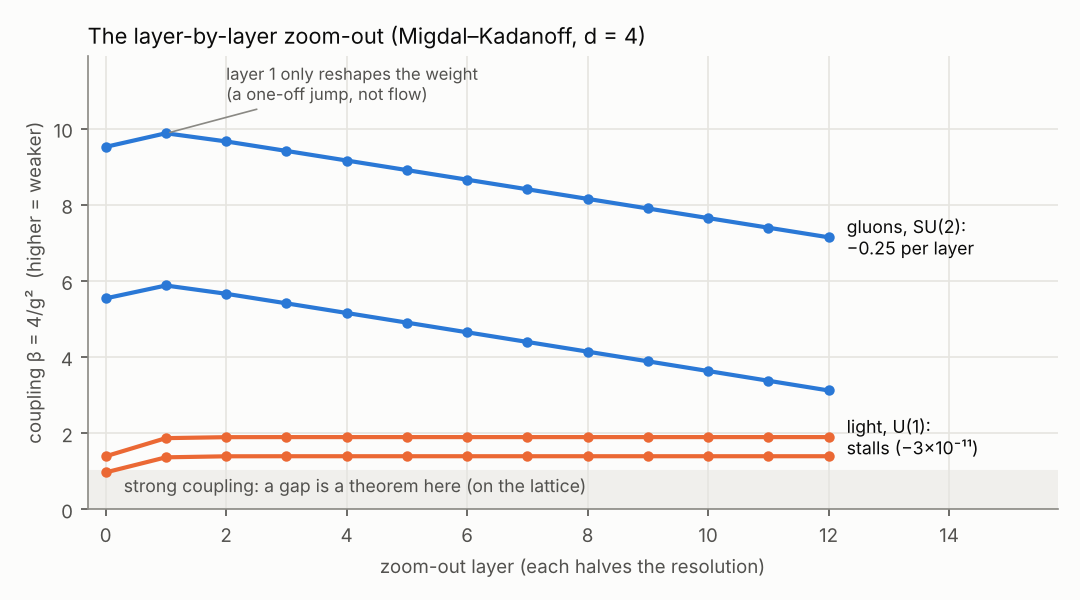 The layer-by-layer zoom-out (Migdal–Kadanoff, d = 4)
layer 1 only reshapes the weight
(a one-off jump, not flow)
coupling β = 4/g² (higher = weaker)
10
8
6
4
2
0
gluons, SU(2):
−0.25 per layer
light, U(1):
stalls (−3×10⁻¹¹)
strong coupling: a gap is a theorem here (on the lattice)
0 2 4 6 8 10 12 14
zoom-out layer (each halves the resolution)